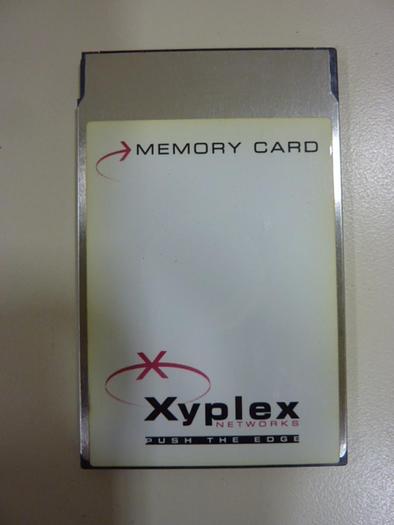 MEMORY CARD
Xyplex
NETWORKS
PUSH THE EDGE